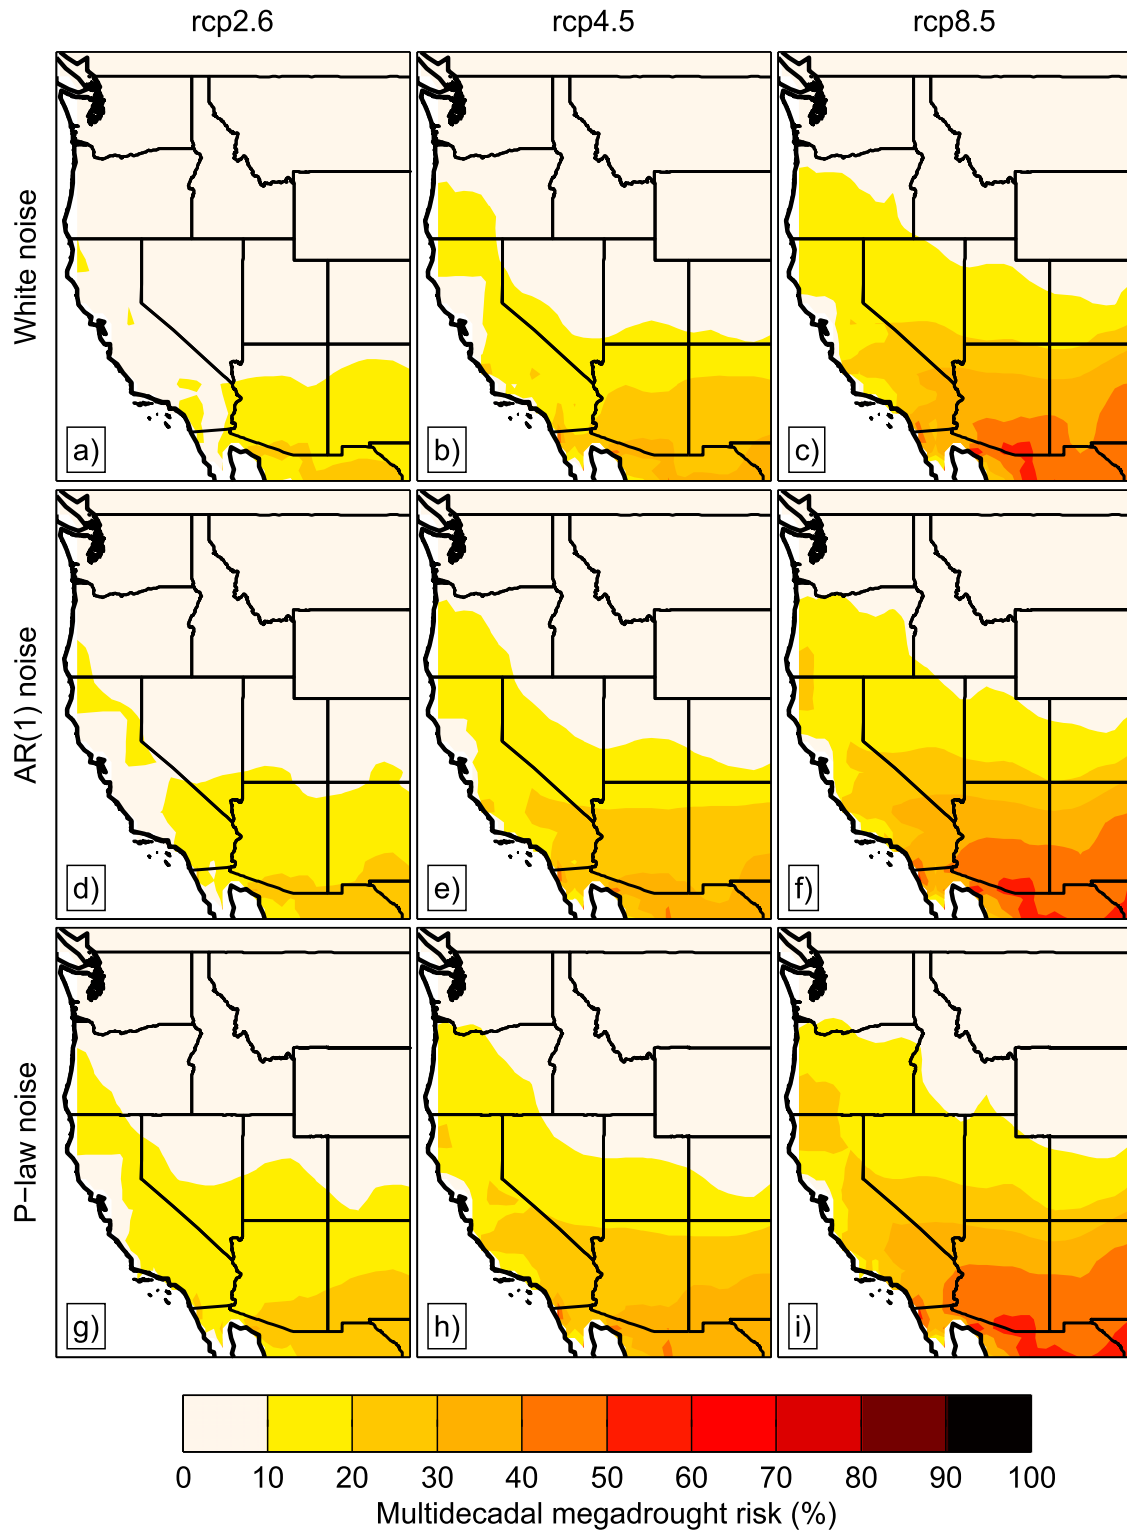 rcp2.6 rcp4.5 rcp8.5
White noise
a) b) c)
AR(1) noise
d) e) f)
P−law noise
g) h) i)
0 10 20 30 40 50 60 70 80 90 100
Multidecadal megadrought risk (%)